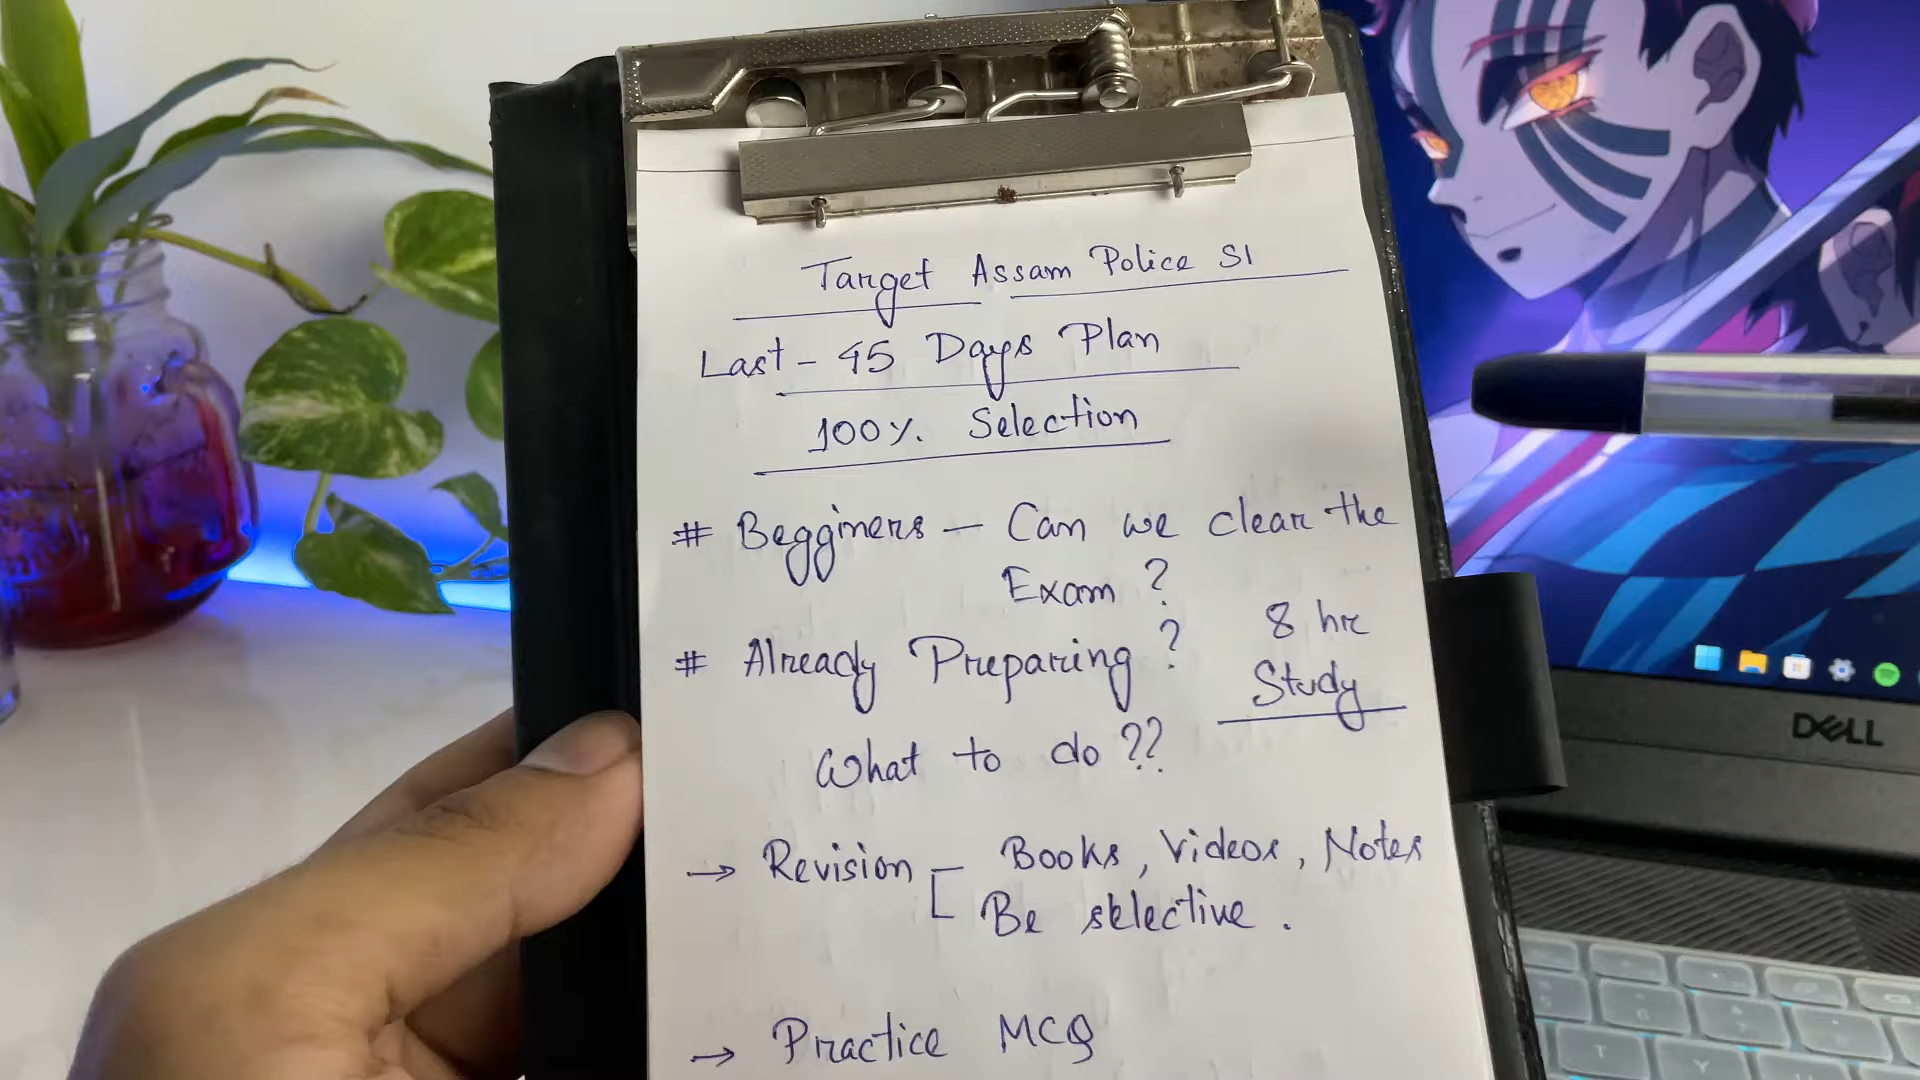 Target Assam Police SI
Last - 45 Days Plan
100%. Selection
# Begginers - Can we clear the
Exam ?
# Already Preparing ?
8 hr
Study
What to do ??
→ Revision - Books, Videos, Notes
Be selective.
→ Practice MCQ
DELL